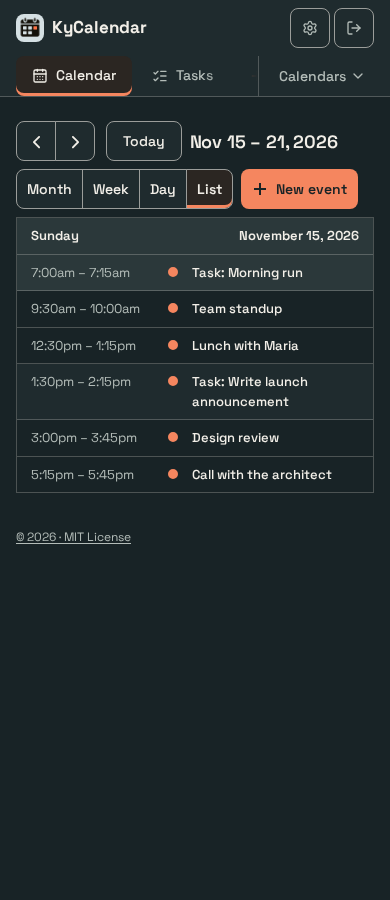 KyCalendar
Calendar
Tasks
Calendars
Today
Nov 15 – 21, 2026
Month
Week
Day
List
New event
Sunday
November 15, 2026
7:00am – 7:15am
Task: Morning run
9:30am – 10:00am
Team standup
12:30pm – 1:15pm
Lunch with Maria
1:30pm – 2:15pm
Task: Write launch
announcement
3:00pm – 3:45pm
Design review
5:15pm – 5:45pm
Call with the architect
© 2026 · MIT License